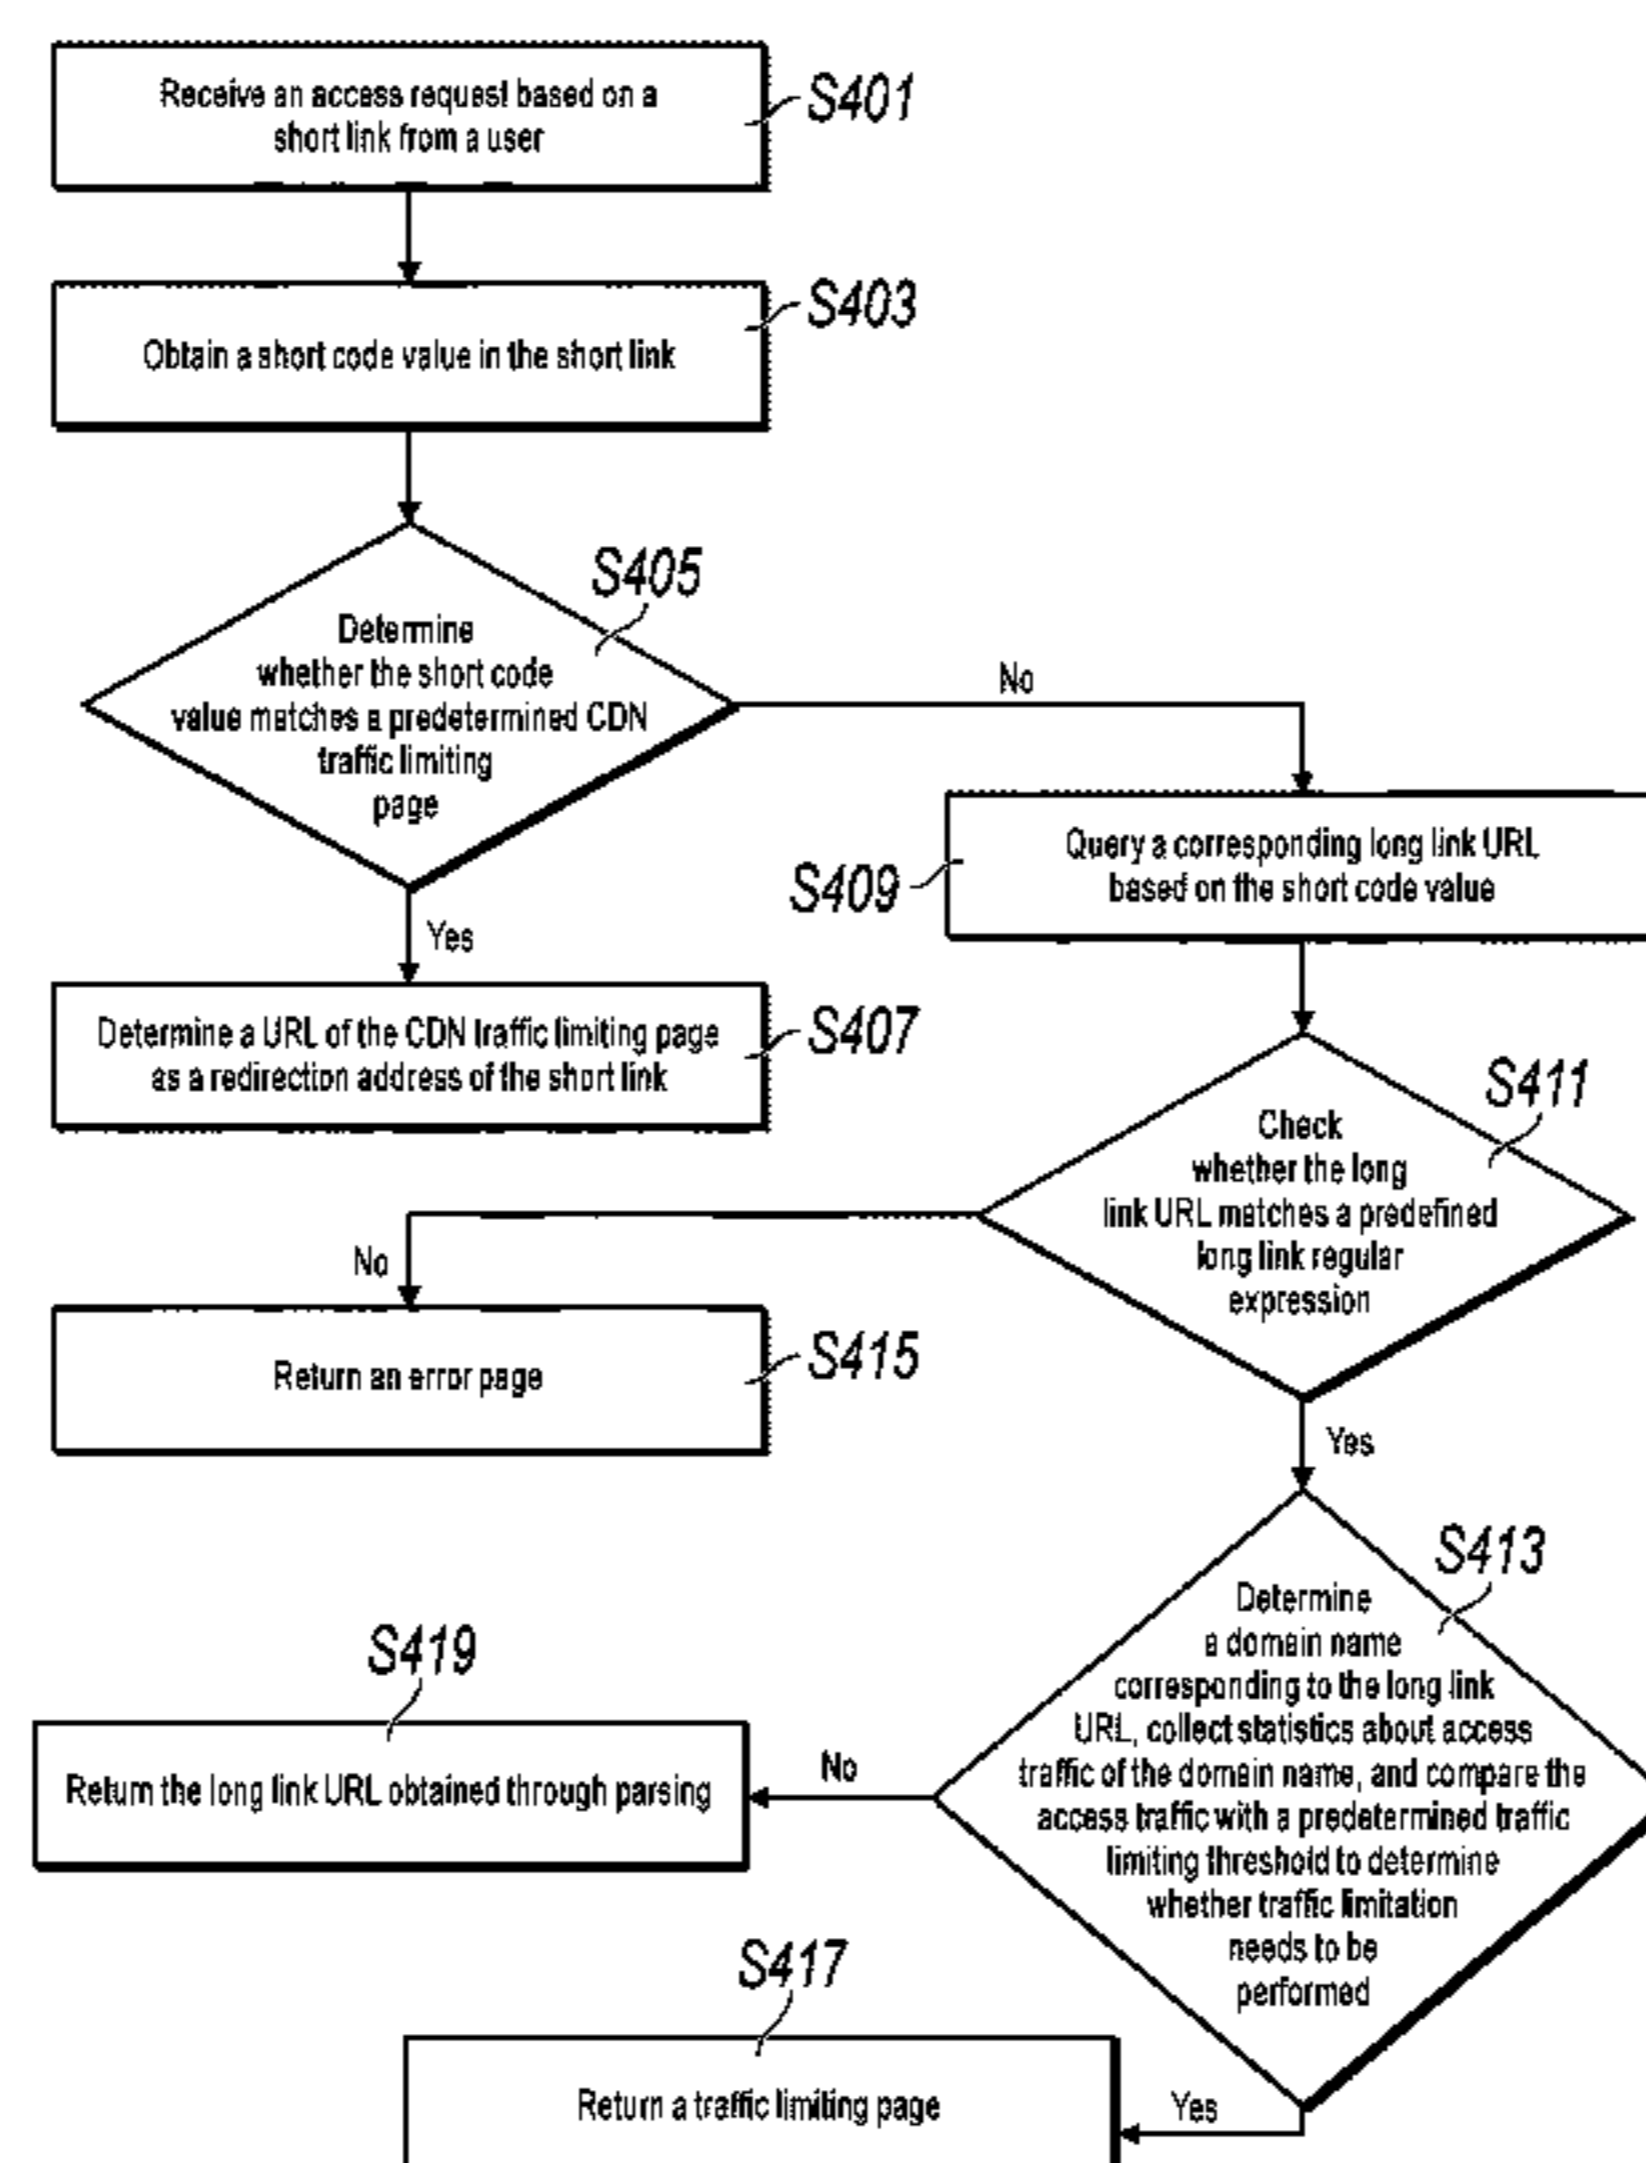 Receive an access request based on a
short link from a user
S401
Obtain a short code value in the short link
S403
S405
Determine
whether the short code
value matches a predetermined CDN
traffic limiting
page
No
Yes
Query a corresponding long link URL
based on the short code value
S409
Determine a URL of the CDN traffic limiting page
as a redirection address of the short link
S407
S411
Check
whether the long
link URL matches a predefined
long link regular
expression
No
Yes
Return an error page
S415
S413
Determine
a domain name
corresponding to the long link
URL, collect statistics about access
traffic of the domain name, and compare the
access traffic with a predetermined traffic
limiting threshold to determine
whether traffic limitation
needs to be
performed
No
S419
Return the long link URL obtained through parsing
Yes
S417
Return a traffic limiting page